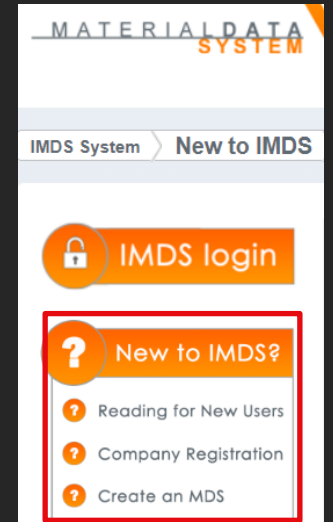 MATERIALDATA
SYSTEM
IMDS System
New to IMDS
IMDS login
?
New to IMDS?
?
Reading for New Users
?
Company Registration
?
Create an MDS